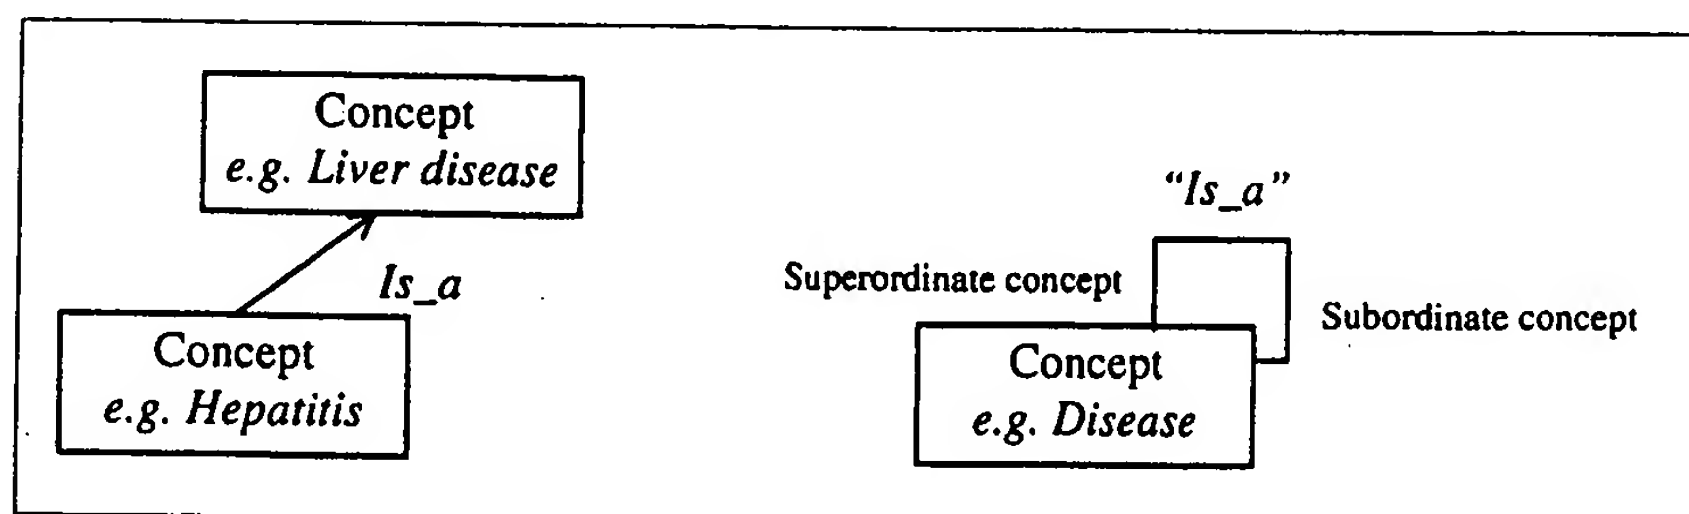 Concept
e.g. Liver disease
Is_a
Concept
e.g. Hepatitis
“Is_a”
Superordinate concept
Subordinate concept
Concept
e.g. Disease